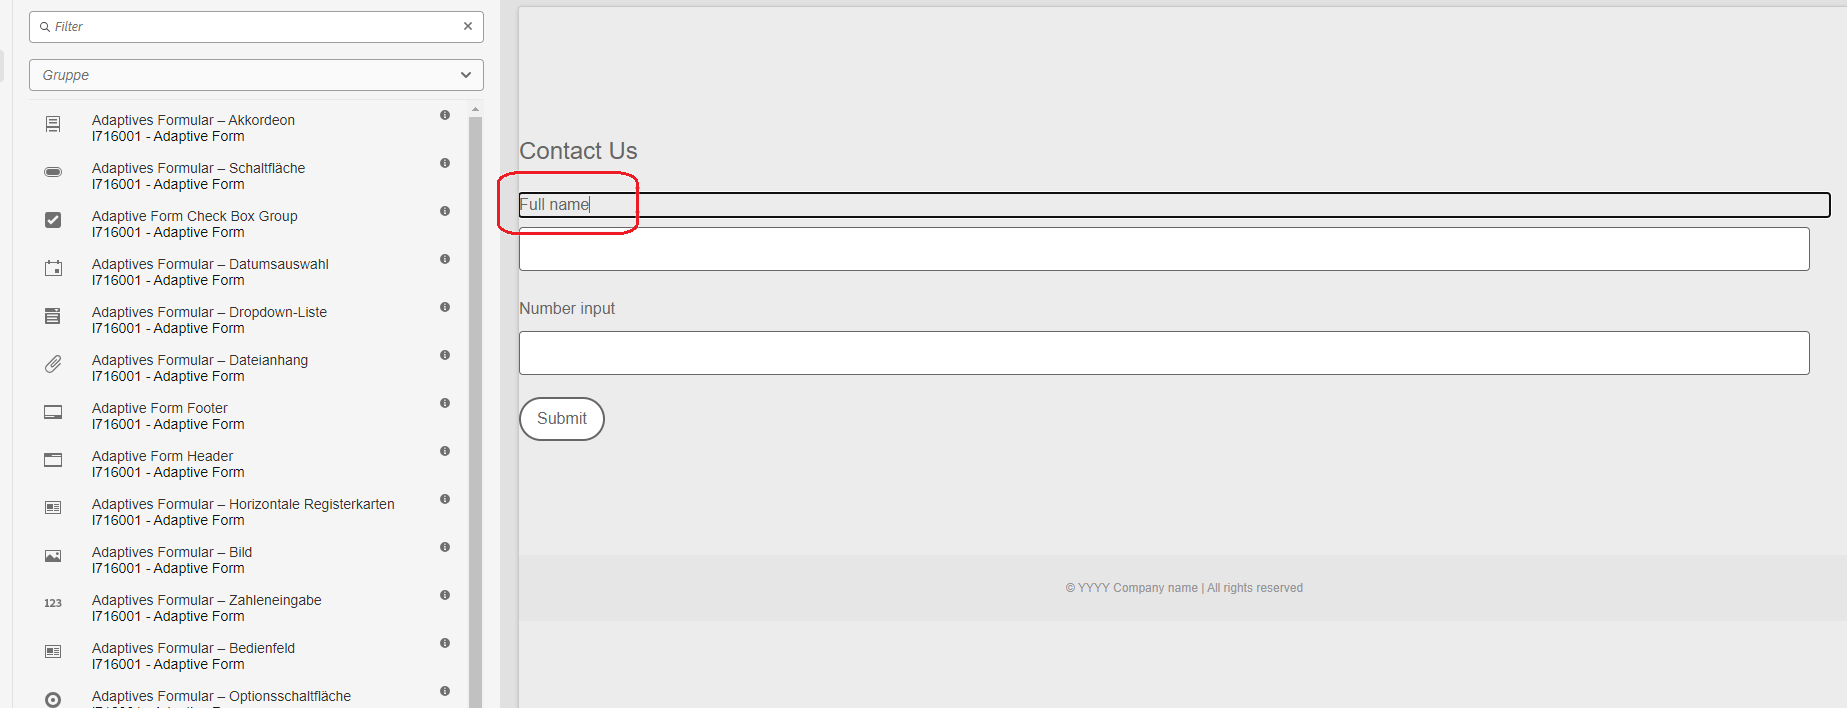 Filter
Gruppe
Adaptives Formular – Akkordeon
I716001 - Adaptive Form
Adaptives Formular – Schaltfläche
I716001 - Adaptive Form
Adaptive Form Check Box Group
I716001 - Adaptive Form
Adaptives Formular – Datumsauswahl
I716001 - Adaptive Form
Adaptives Formular – Dropdown-Liste
I716001 - Adaptive Form
Adaptives Formular – Dateianhang
I716001 - Adaptive Form
Adaptive Form Footer
I716001 - Adaptive Form
Adaptive Form Header
I716001 - Adaptive Form
Adaptives Formular – Horizontale Registerkarten
I716001 - Adaptive Form
Adaptives Formular – Bild
I716001 - Adaptive Form
123
Adaptives Formular – Zahleneingabe
I716001 - Adaptive Form
Adaptives Formular – Bedienfeld
I716001 - Adaptive Form
Adaptives Formular – Optionsschaltfläche
Contact Us
Full name
Number input
Submit
© YYYY Company name | All rights reserved